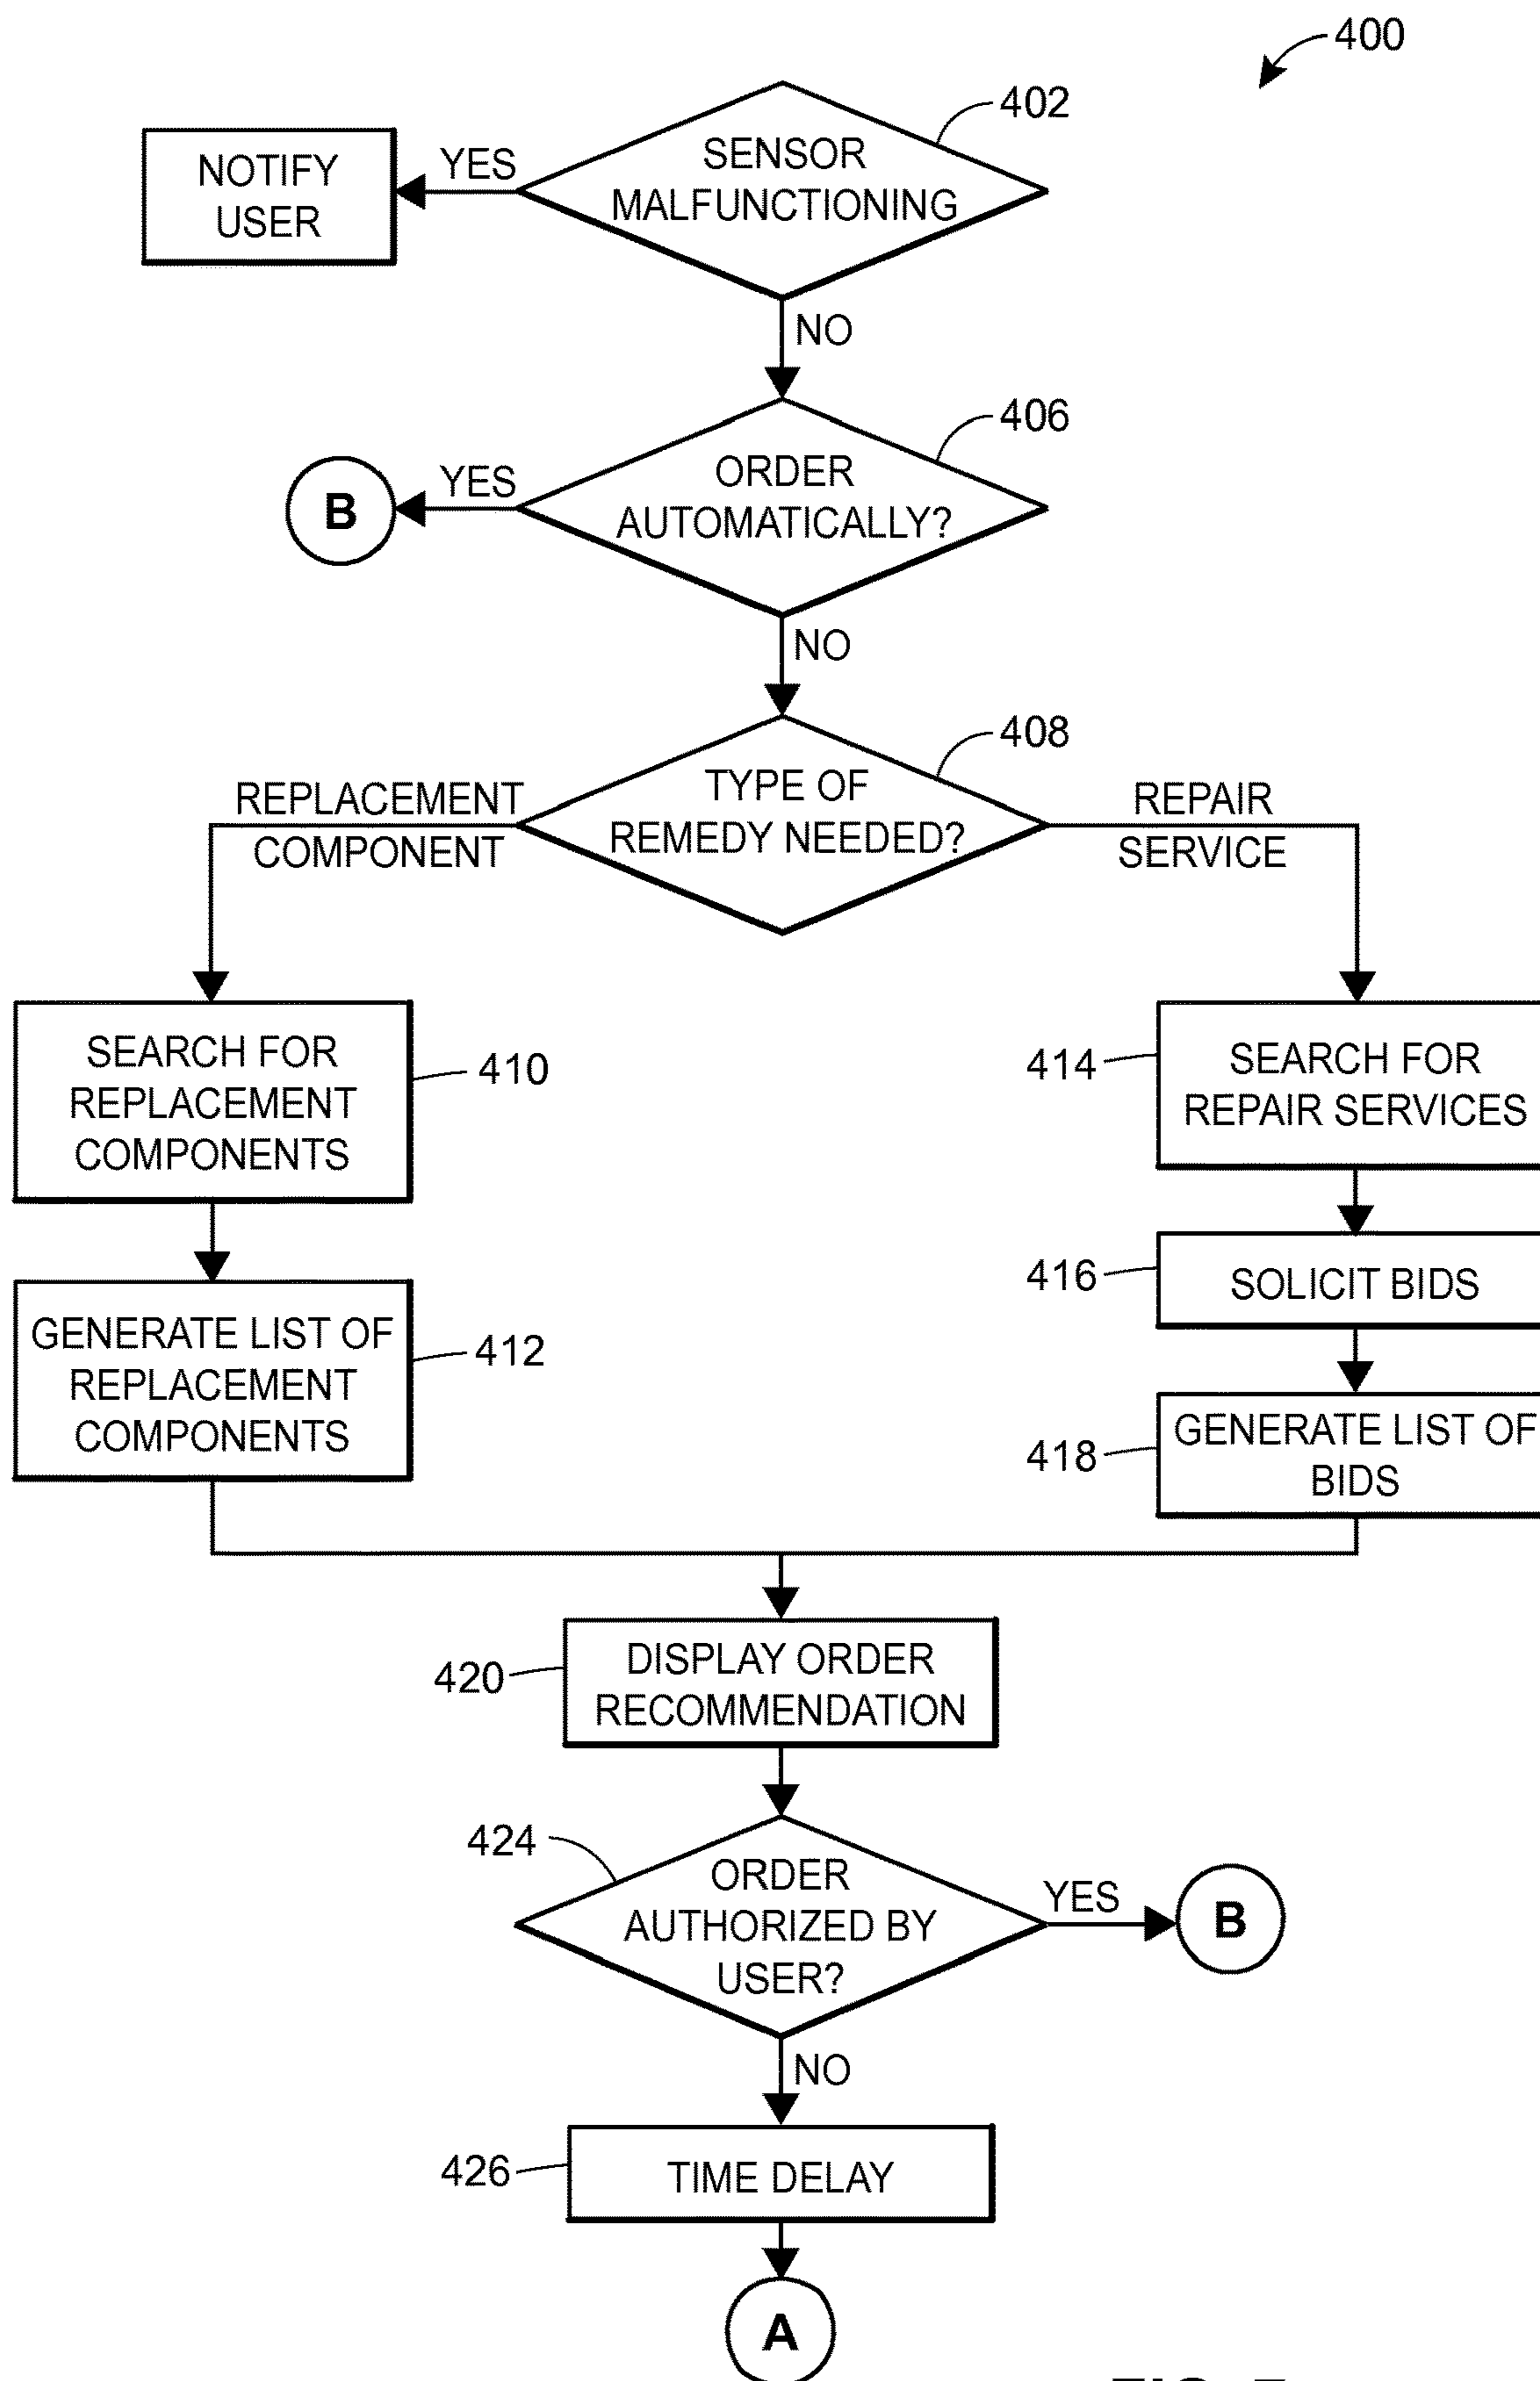 400
402
SENSOR
MALFUNCTIONING
YES
NOTIFY
USER
NO
406
ORDER
AUTOMATICALLY?
YES
B
NO
408
TYPE OF
REMEDY NEEDED?
REPLACEMENT
COMPONENT
REPAIR
SERVICE
SEARCH FOR
REPLACEMENT
COMPONENTS
410
414
SEARCH FOR
REPAIR SERVICES
416
SOLICIT BIDS
GENERATE LIST OF
REPLACEMENT
COMPONENTS
412
418
GENERATE LIST OF
BIDS
420
DISPLAY ORDER
RECOMMENDATION
424
ORDER
AUTHORIZED BY
USER?
YES
B
NO
426
TIME DELAY
A